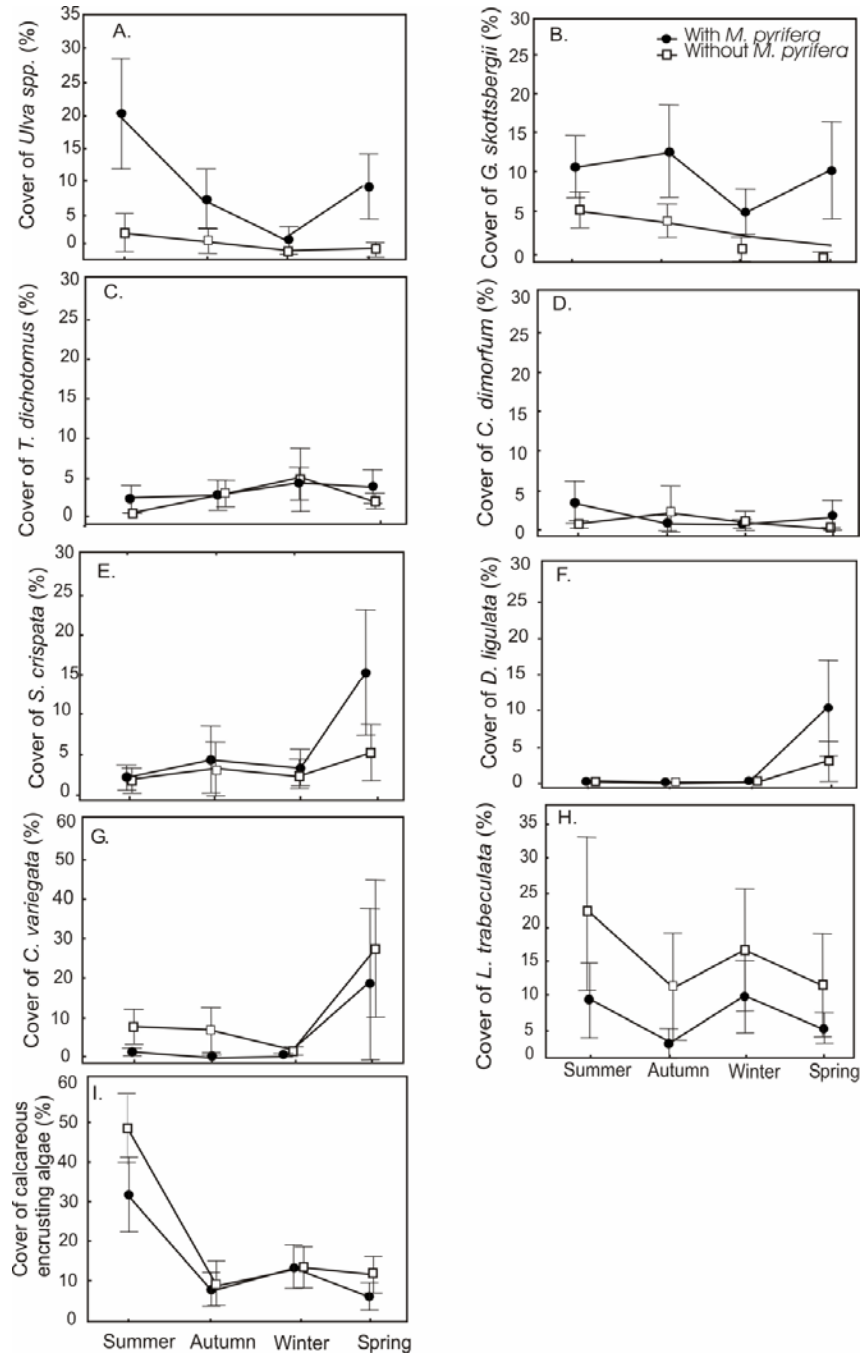 A.
Cover of Ulva spp. (%)
35
30
25
20
15
10
5
0
B.
With M. pyrifera
Without M. pyrifera
Cover of G. skottsbergii (%)
30
25
20
15
10
5
0
C.
Cover of T. dichotomus (%)
30
25
20
15
10
5
0
D.
Cover of C. dimorfum (%)
30
25
20
15
10
5
0
E.
Cover of S. crispata (%)
30
25
20
15
10
5
0
F.
Cover of D. ligulata (%)
30
25
20
15
10
5
0
G.
Cover of C. variegata (%)
60
50
40
30
20
10
0
H.
Cover of L. trabeculata (%)
35
30
25
20
15
10
5
0
Summer Autumn Winter Spring
I.
Cover of calcareous
encrusting algae (%)
60
50
40
30
20
10
0
Summer Autumn Winter Spring